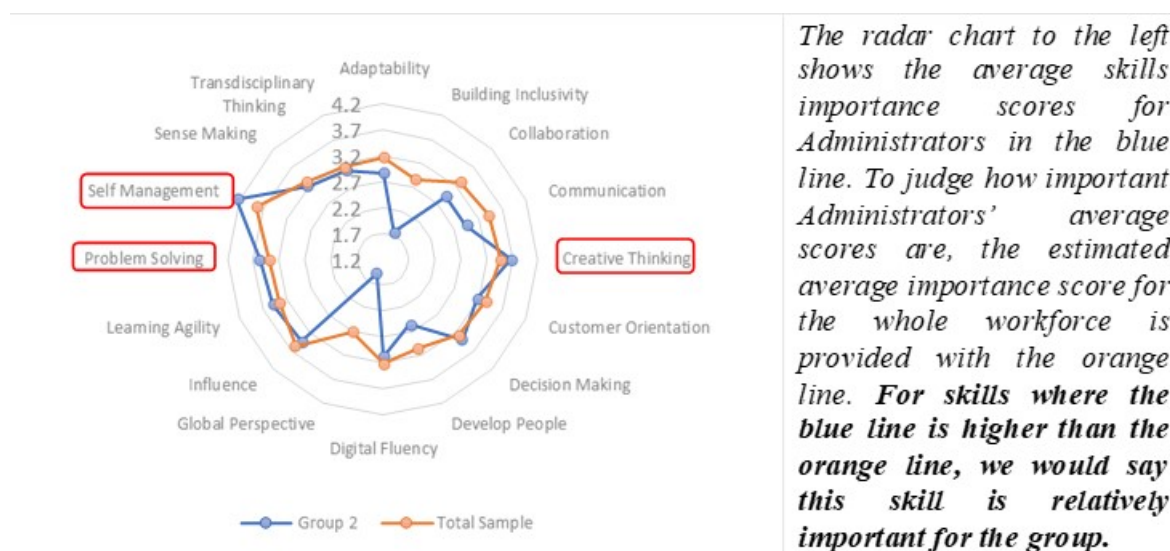 Adaptability
Building Inclusivity
Collaboration
Communication
Creative Thinking
Customer Orientation
Decision Making
Develop People
Digital Fluency
Global Perspective
Influence
Learning Agility
Problem Solving
Self Management
Sense Making
Transdisciplinary
Thinking
4.2
3.7
3.2
2.7
2.2
1.7
1.2
Group 2
Total Sample
The radar chart to the left
shows the average skills
importance scores for
Administrators in the blue
line. To judge how important
Administrators' average
scores are, the estimated
average importance score for
the whole workforce is
provided with the orange
line. For skills where the
blue line is higher than the
orange line, we would say
this skill is relatively
important for the group.